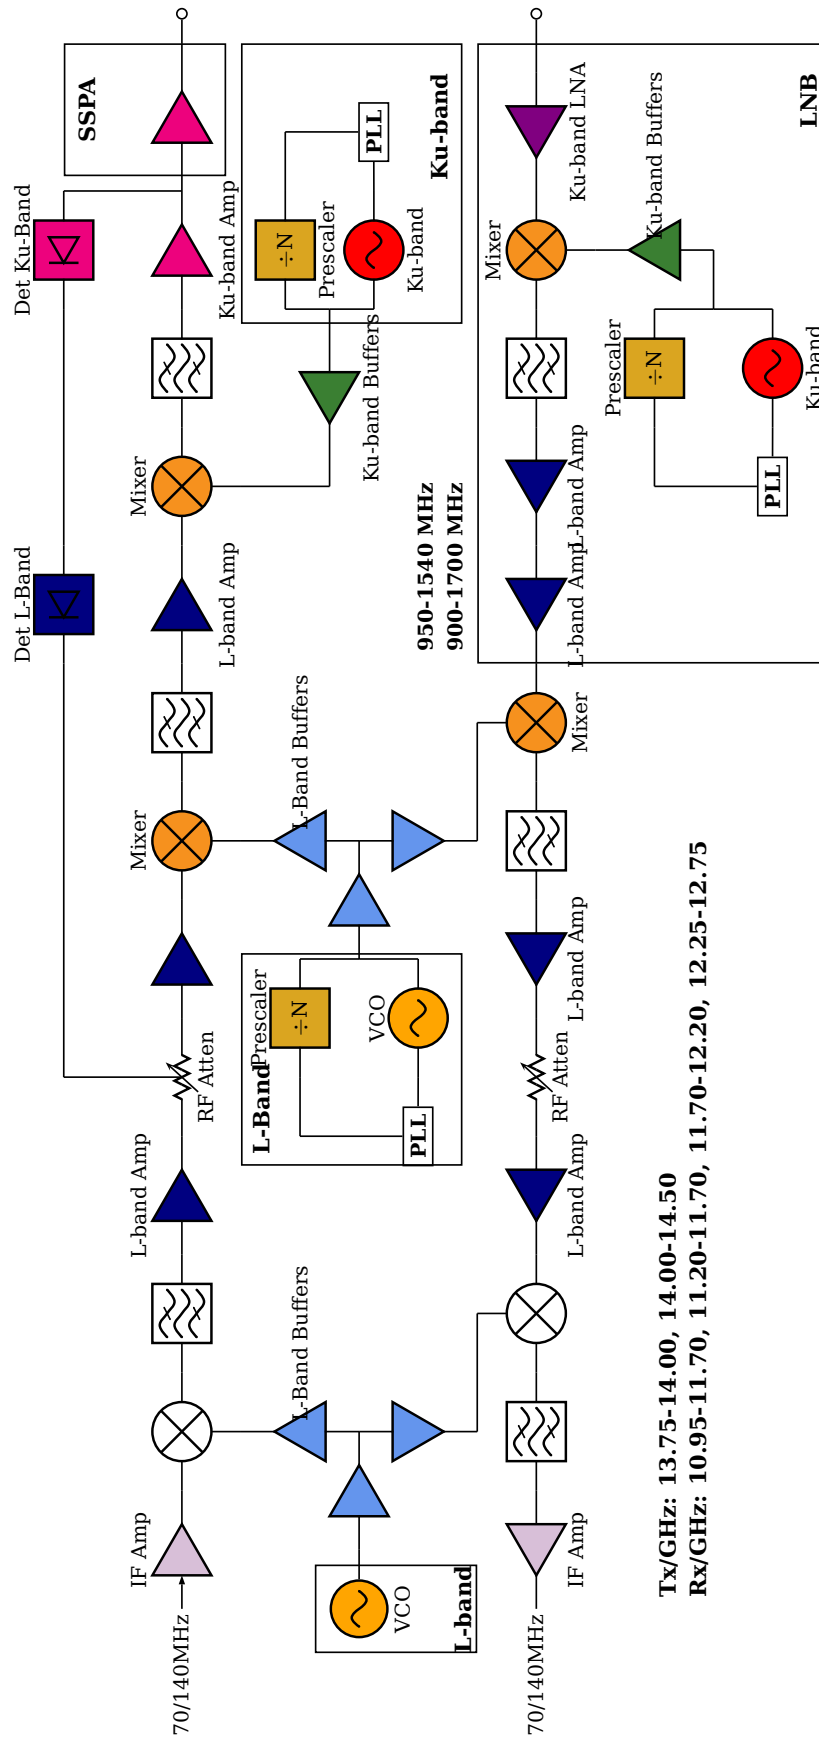 70/140MHz
IF Amp
L-band Amp
RF Atten
Mixer
L-band Amp
Mixer
Ku-band Amp
SSPA
Det L-Band
Det Ku-Band
VCO
L-band
L-Band Buffers
L-Band
PLL
VCO
Prescaler
÷N
L-Band Buffers
Ku-band Buffers
Ku-band
Prescaler
÷N
Ku-band
PLL
950-1540 MHz
900-1700 MHz
70/140MHz
IF Amp
L-band Amp
RF Atten
L-band Amp
Mixer
L-band Amp
L-band Amp
Mixer
Ku-band LNA
Ku-band Buffers
Prescaler
÷N
Ku-band
PLL
LNB
Tx/GHz: 13.75-14.00, 14.00-14.50
Rx/GHz: 10.95-11.70, 11.20-11.70, 11.70-12.20, 12.25-12.75